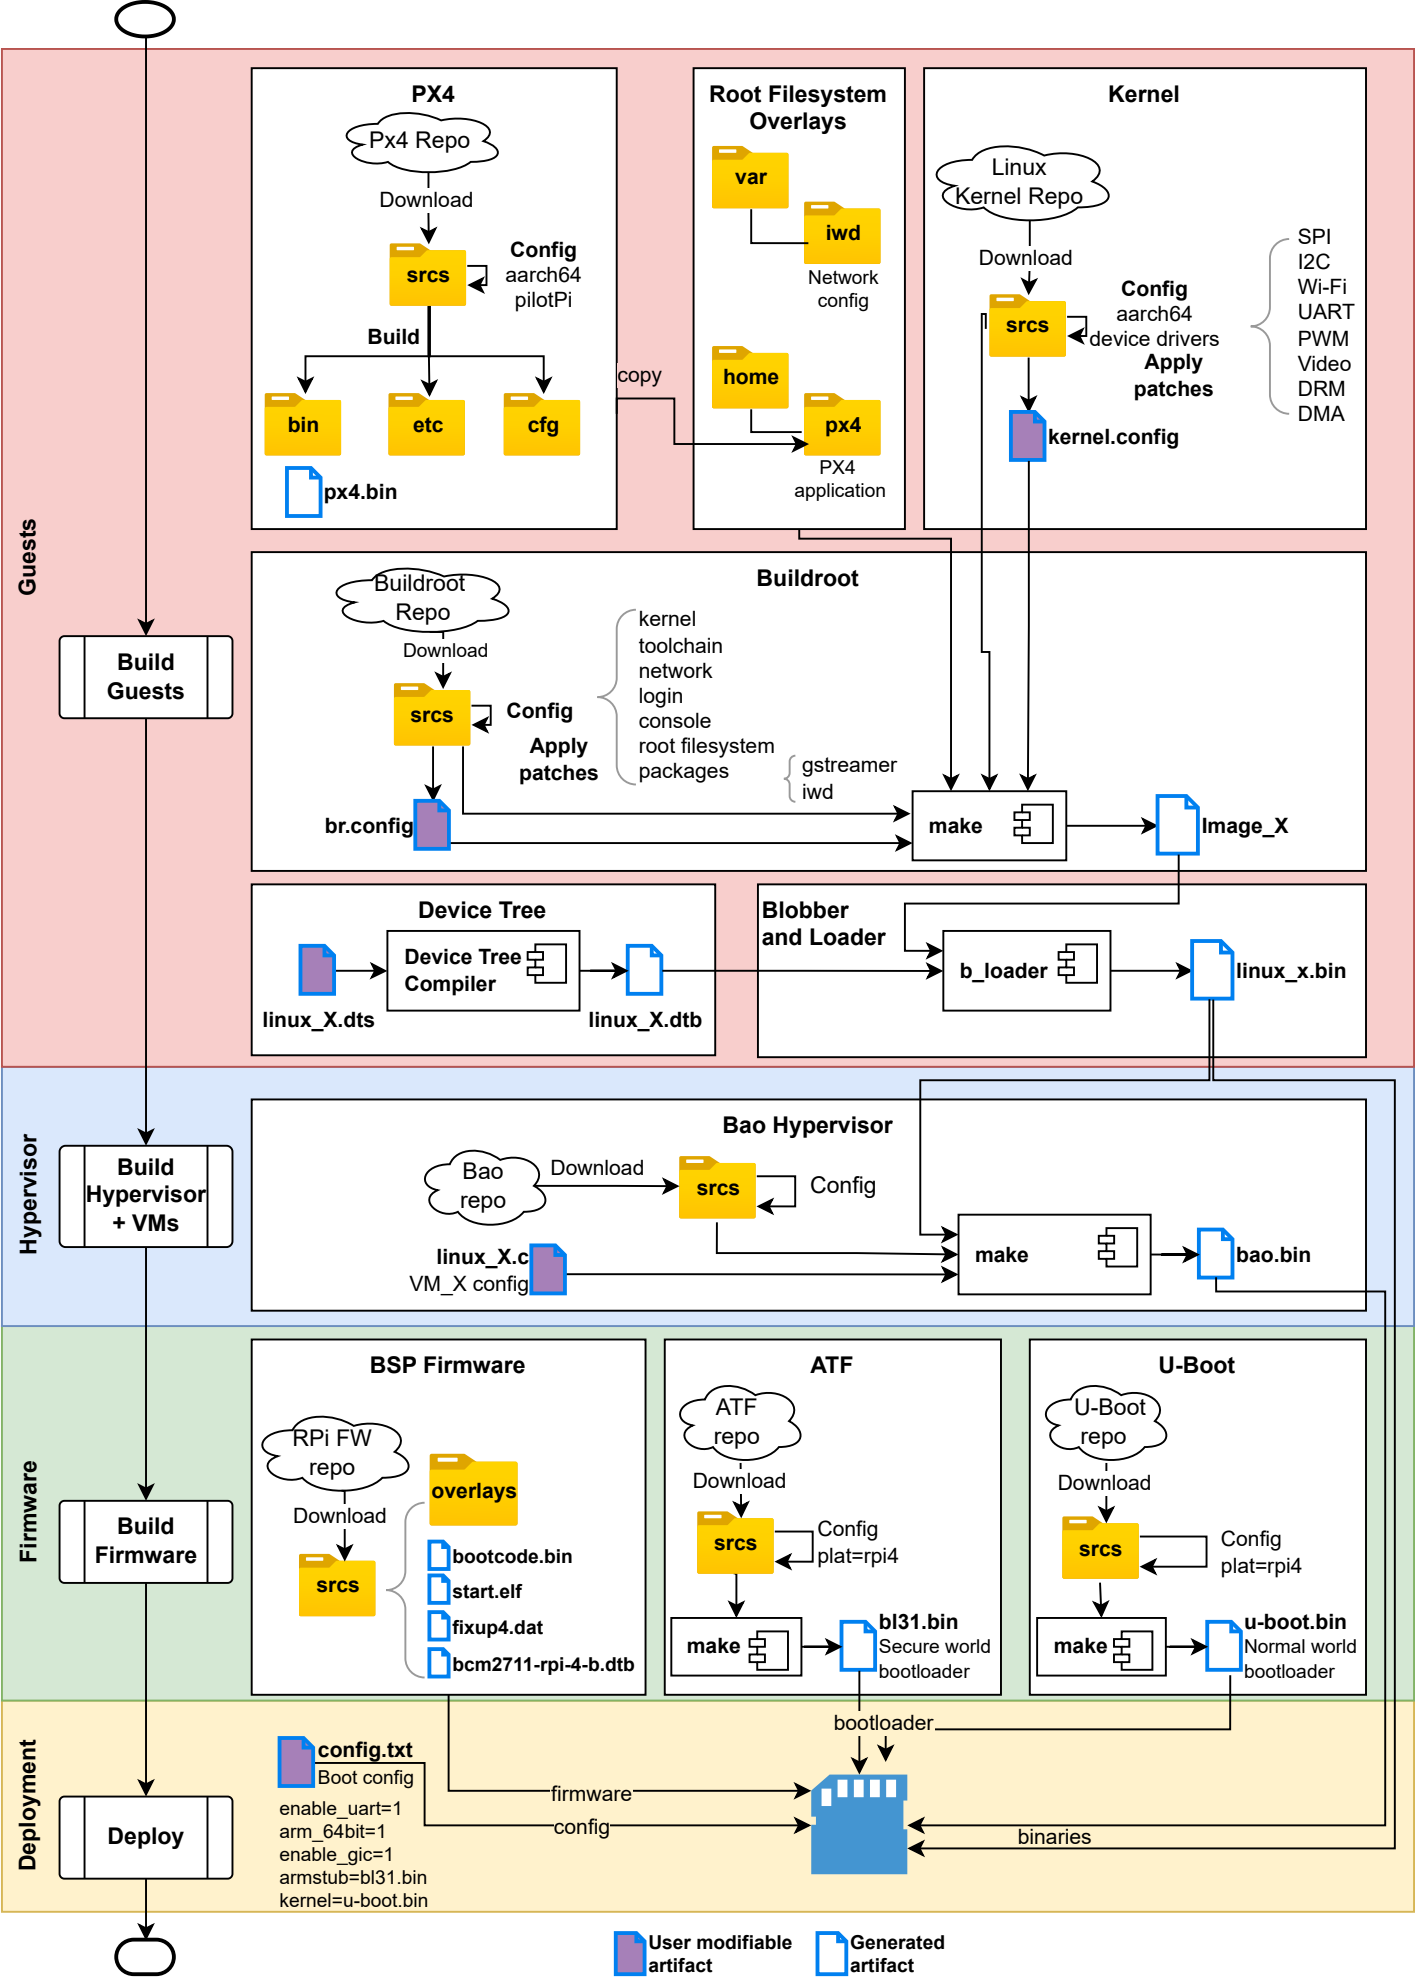 Guests
PX4
Px4 Repo
Download
srcs
Config
aarch64
pilotPi
Build
bin
etc
cfg
px4.bin
copy
Root Filesystem
Overlays
var
iwd
Network
config
home
px4
PX4
application
Kernel
Linux
Kernel Repo
Download
srcs
Config
aarch64
device drivers
Apply
patches
SPI
I2C
Wi-Fi
UART
PWM
Video
DRM
DMA
kernel.config
Build
Guests
Buildroot
Buildroot
Repo
Download
srcs
Config
Apply
patches
kernel
toolchain
network
login
console
root filesystem
packages
gstreamer
iwd
br.config
make
Image_X
Device Tree
linux_X.dts
Device Tree
Compiler
linux_X.dtb
Blobber
and Loader
b_loader
linux_x.bin
Hypervisor
Build
Hypervisor
+ VMs
Bao Hypervisor
Bao
repo
Download
srcs
Config
linux_X.c
VM_X config
make
bao.bin
Firmware
Build
Firmware
BSP Firmware
RPi FW
repo
Download
srcs
overlays
bootcode.bin
start.elf
fixup4.dat
bcm2711-rpi-4-b.dtb
ATF
ATF
repo
Download
srcs
Config
plat=rpi4
make
bl31.bin
Secure world
bootloader
U-Boot
U-Boot
repo
Download
srcs
Config
plat=rpi4
make
u-boot.bin
Normal world
bootloader
Deployment
Deploy
config.txt
Boot config
enable_uart=1
arm_64bit=1
enable_gic=1
armstub=bl31.bin
kernel=u-boot.bin
bootloader
firmware
config
binaries
User modifiable
artifact
Generated
artifact